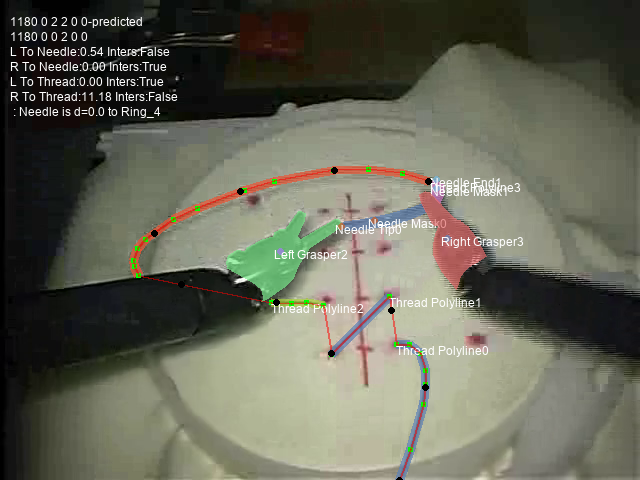 1180 0 2 2 0 0-predicted
1180 0 0 2 0 0
L To Needle:0.54 Inters:False
R To Needle:0.00 Inters:True
L To Thread:0.00 Inters:True
R To Thread:11.18 Inters:False
: Needle is d=0.0 to Ring_4
Needle End1
Thread Polyline3
Needle Mask1
Needle Mask0
Needle Tip0
Right Grasper3
Left Grasper2
Thread Polyline1
Thread Polyline2
Thread Polyline0